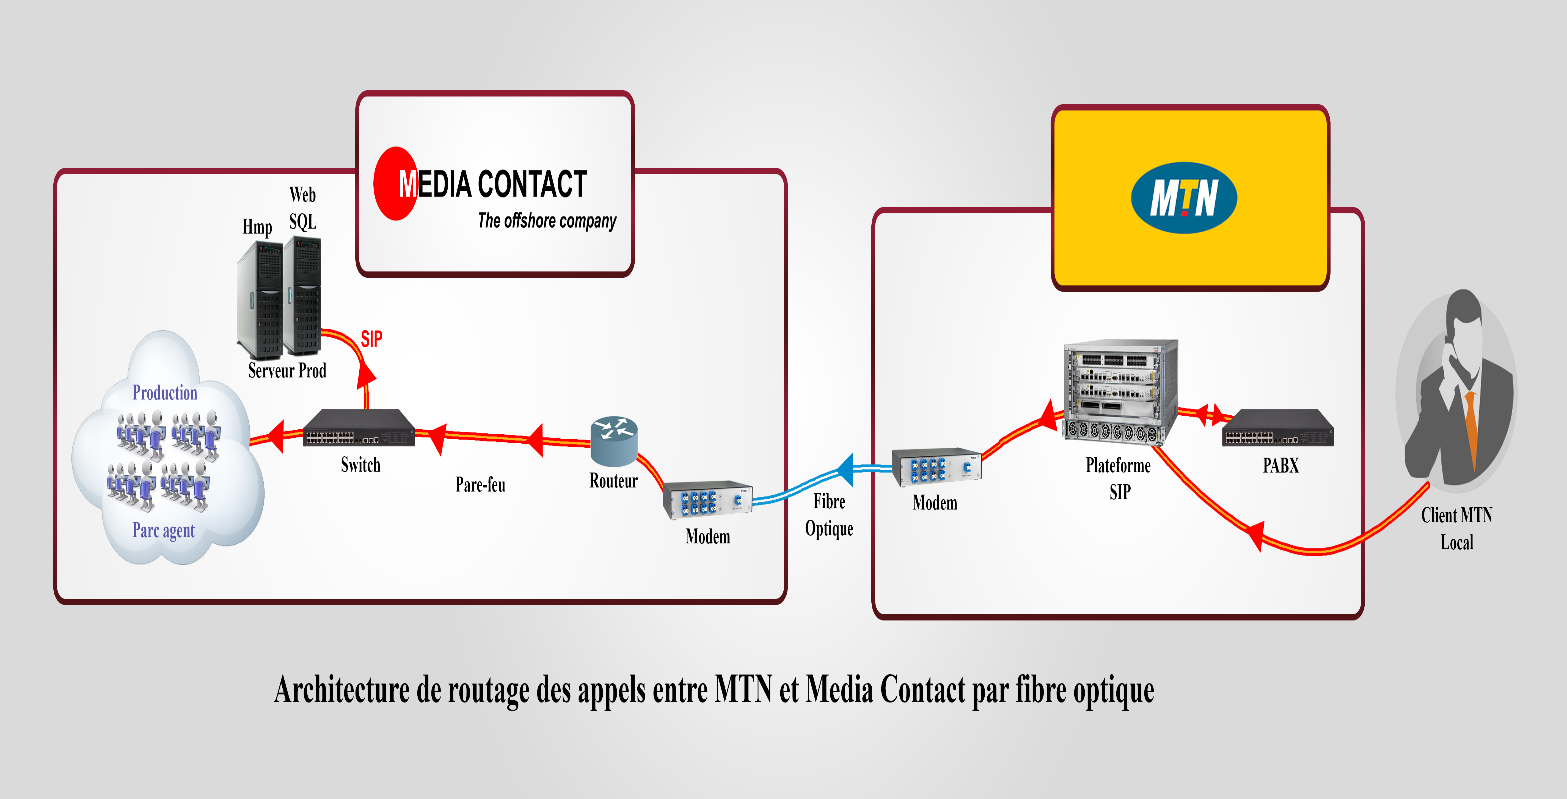 MEDIA CONTACT
The offshore company
MTN
Web
SQL
Hmp
SIP
Serveur Prod
Production
Parc agent
Switch
Pare-feu
Routeur
Modem
Fibre
Optique
Modem
Plateforme
SIP
PABX
Client MTN
Local
Architecture de routage des appels entre MTN et Media Contact par fibre optique